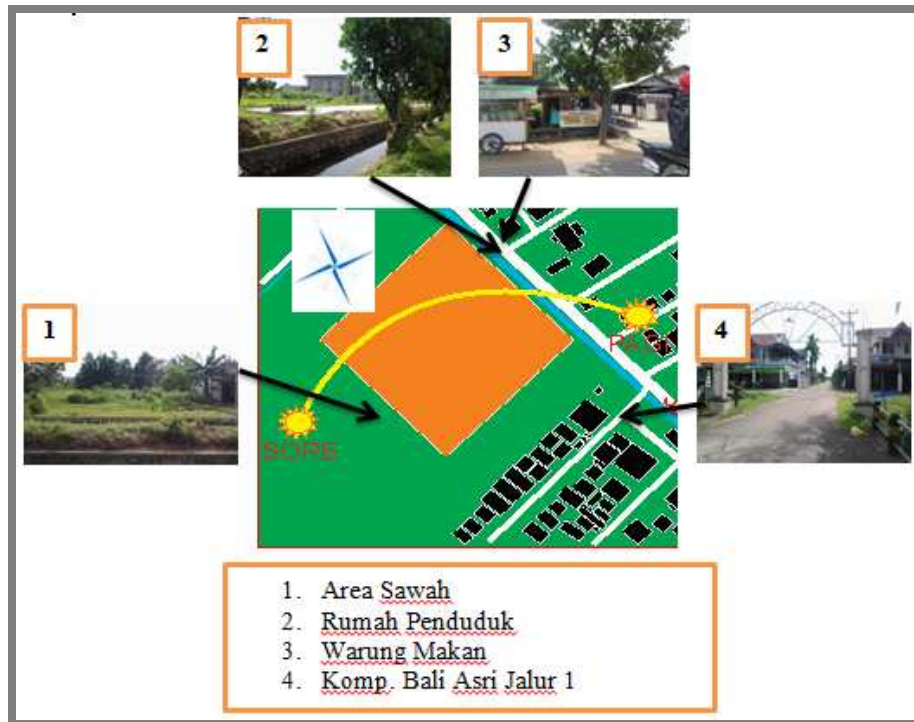 2
3
1
4
PAGI
SORE
1. Area Sawah
2. Rumah Penduduk
3. Warung Makan
4. Komp. Bali Asri Jalur 1